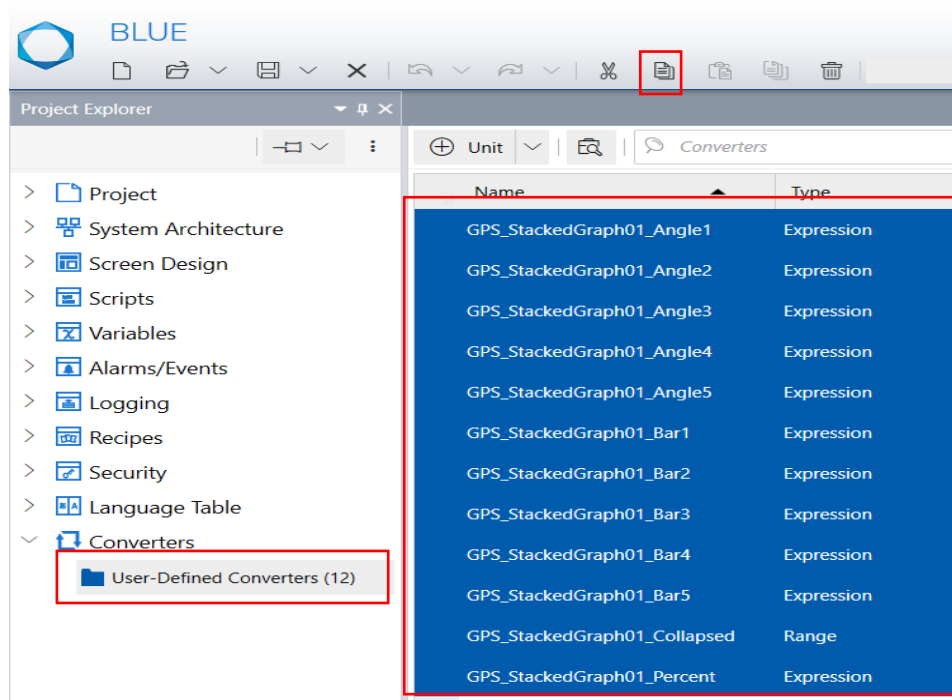 BLUE
Project Explorer
Unit
Converters
Name Type
Project
System Architecture
Screen Design
Scripts
Variables
Alarms/Events
Logging
Recipes
Security
Language Table
Converters
User-Defined Converters (12)
GPS_StackedGraph01_Angle1 Expression
GPS_StackedGraph01_Angle2 Expression
GPS_StackedGraph01_Angle3 Expression
GPS_StackedGraph01_Angle4 Expression
GPS_StackedGraph01_Angle5 Expression
GPS_StackedGraph01_Bar1 Expression
GPS_StackedGraph01_Bar2 Expression
GPS_StackedGraph01_Bar3 Expression
GPS_StackedGraph01_Bar4 Expression
GPS_StackedGraph01_Bar5 Expression
GPS_StackedGraph01_Collapsed Range
GPS_StackedGraph01_Percent Expression